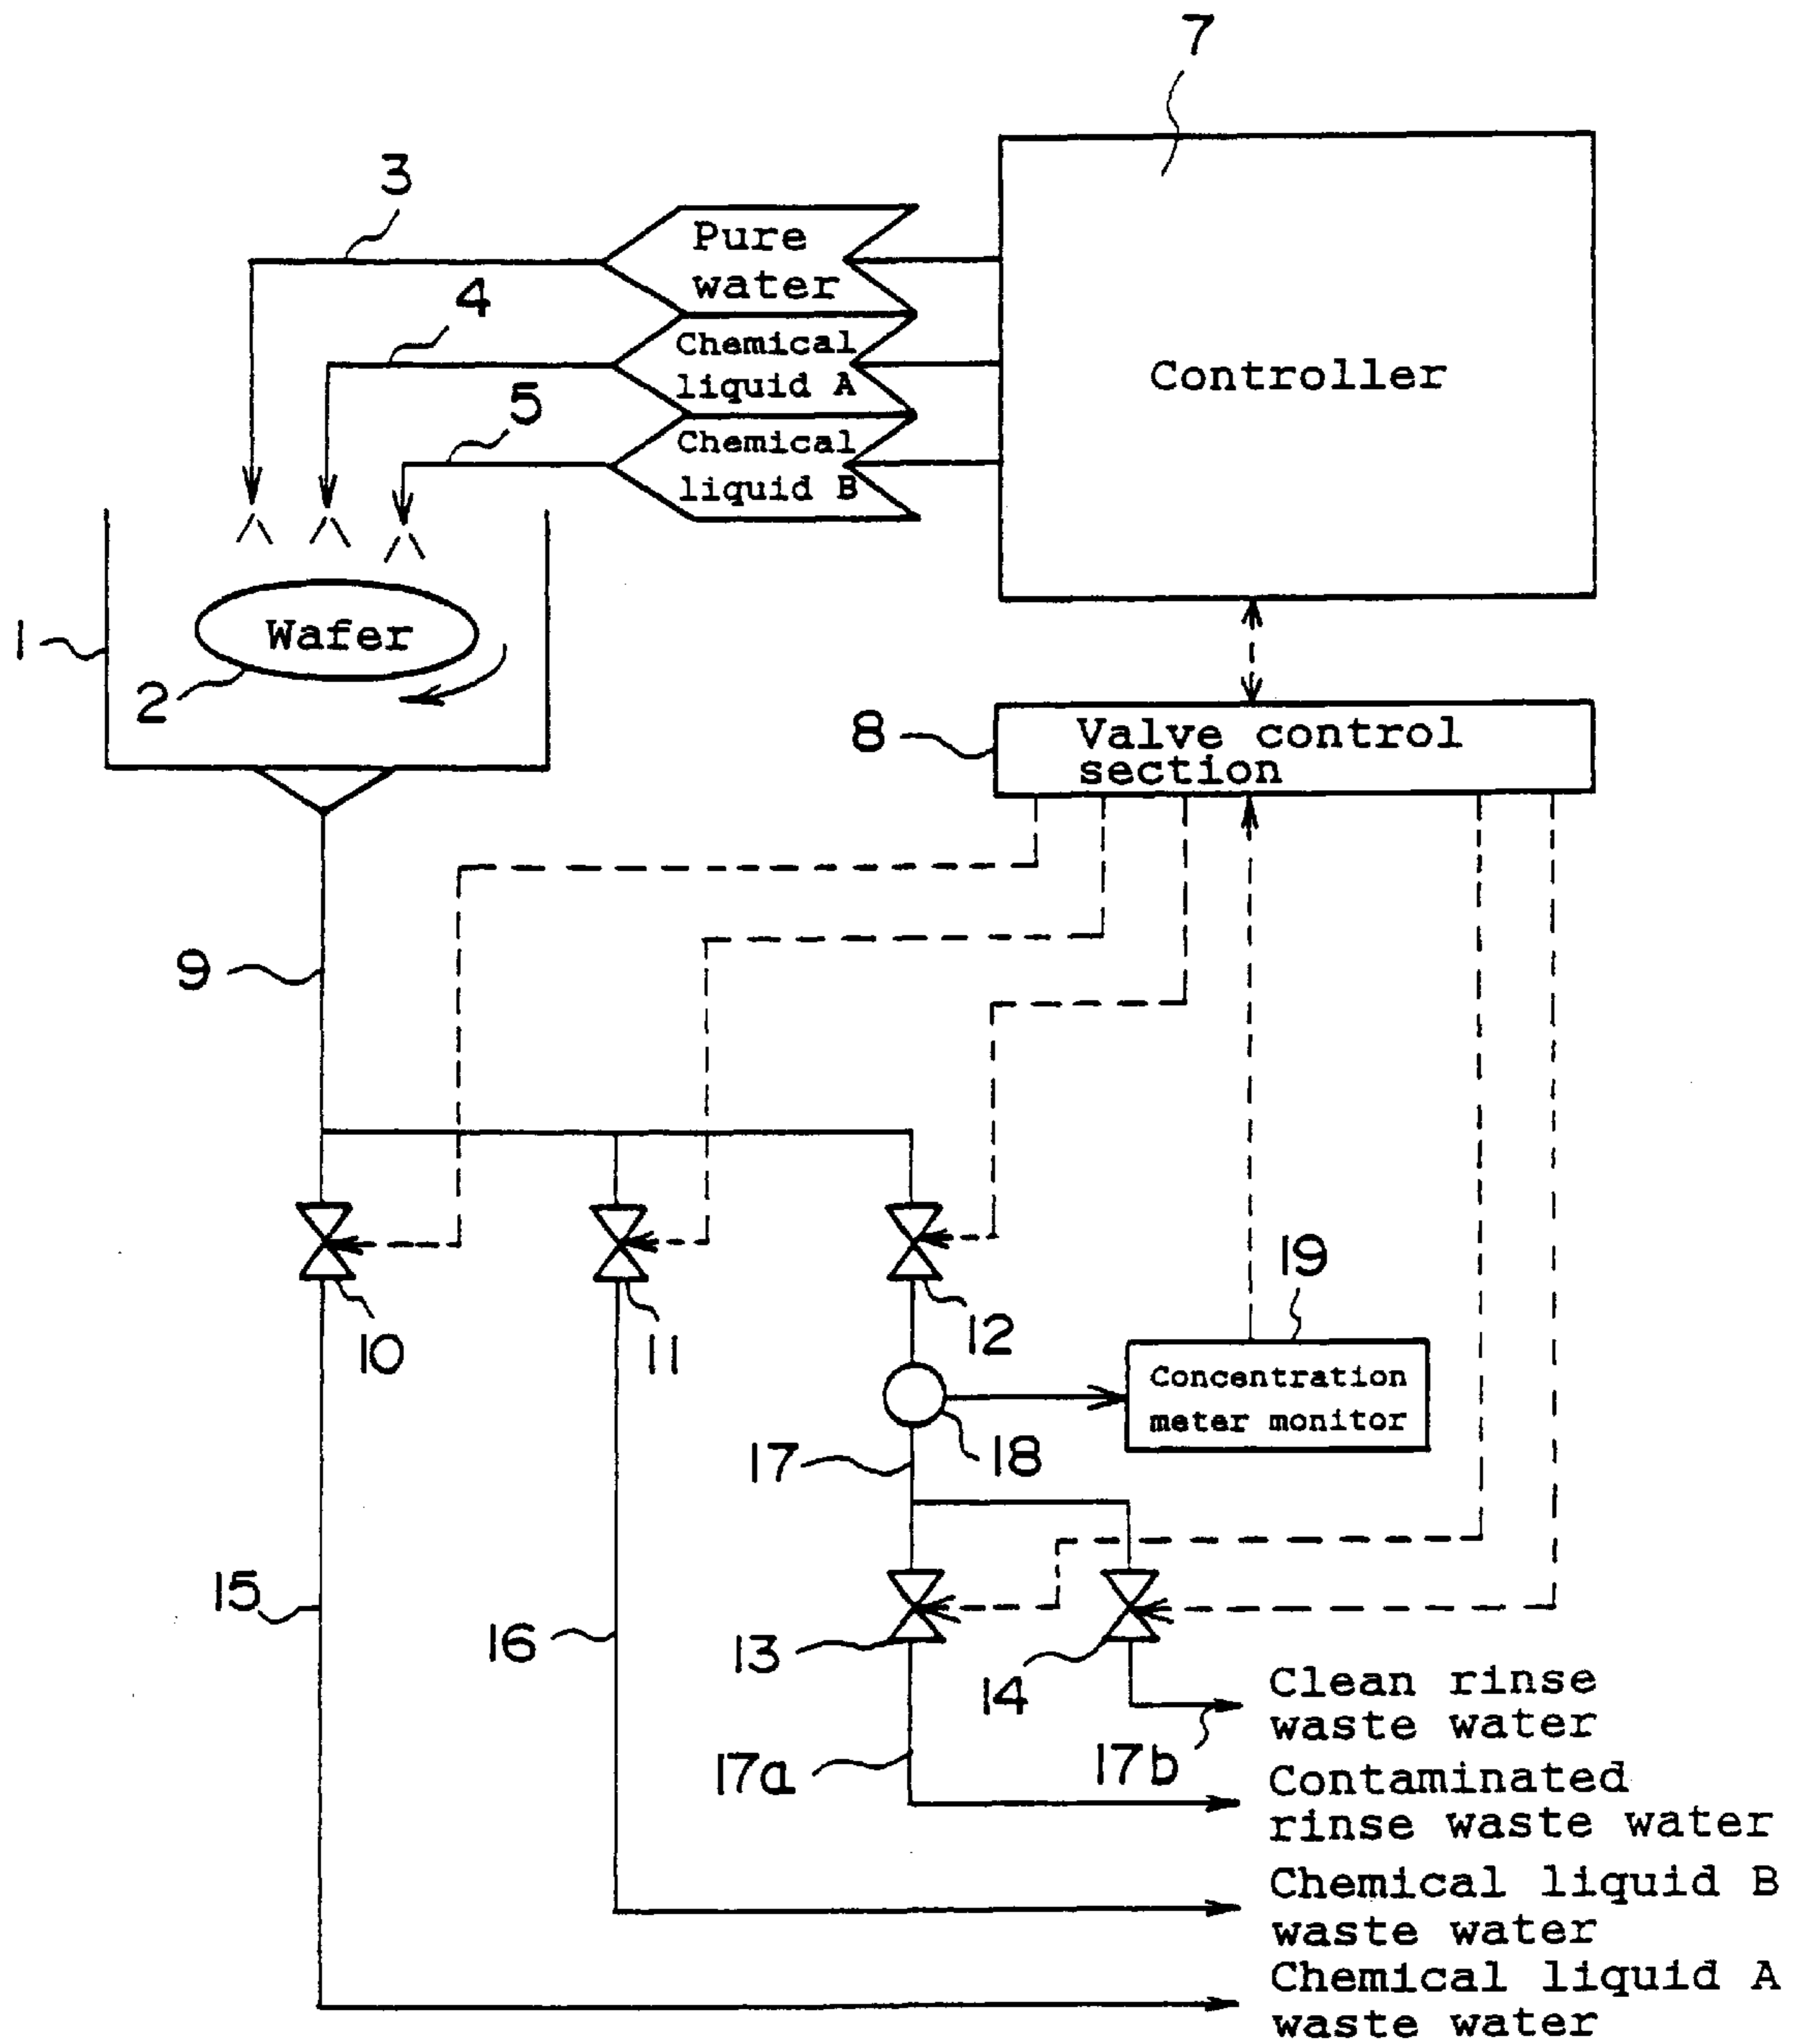 7
3
Pure
water
4
Chemical
liquid A
Controller
5
Chemical
liquid B
1
Wafer
2
8
Valve control
section
9
10
11
12
19
Concentration
meter monitor
17
18
15
16
13
14
Clean rinse
waste water
17a
17b
Contaminated
rinse waste water
Chemical liquid B
waste water
Chemical liquid A
waste water